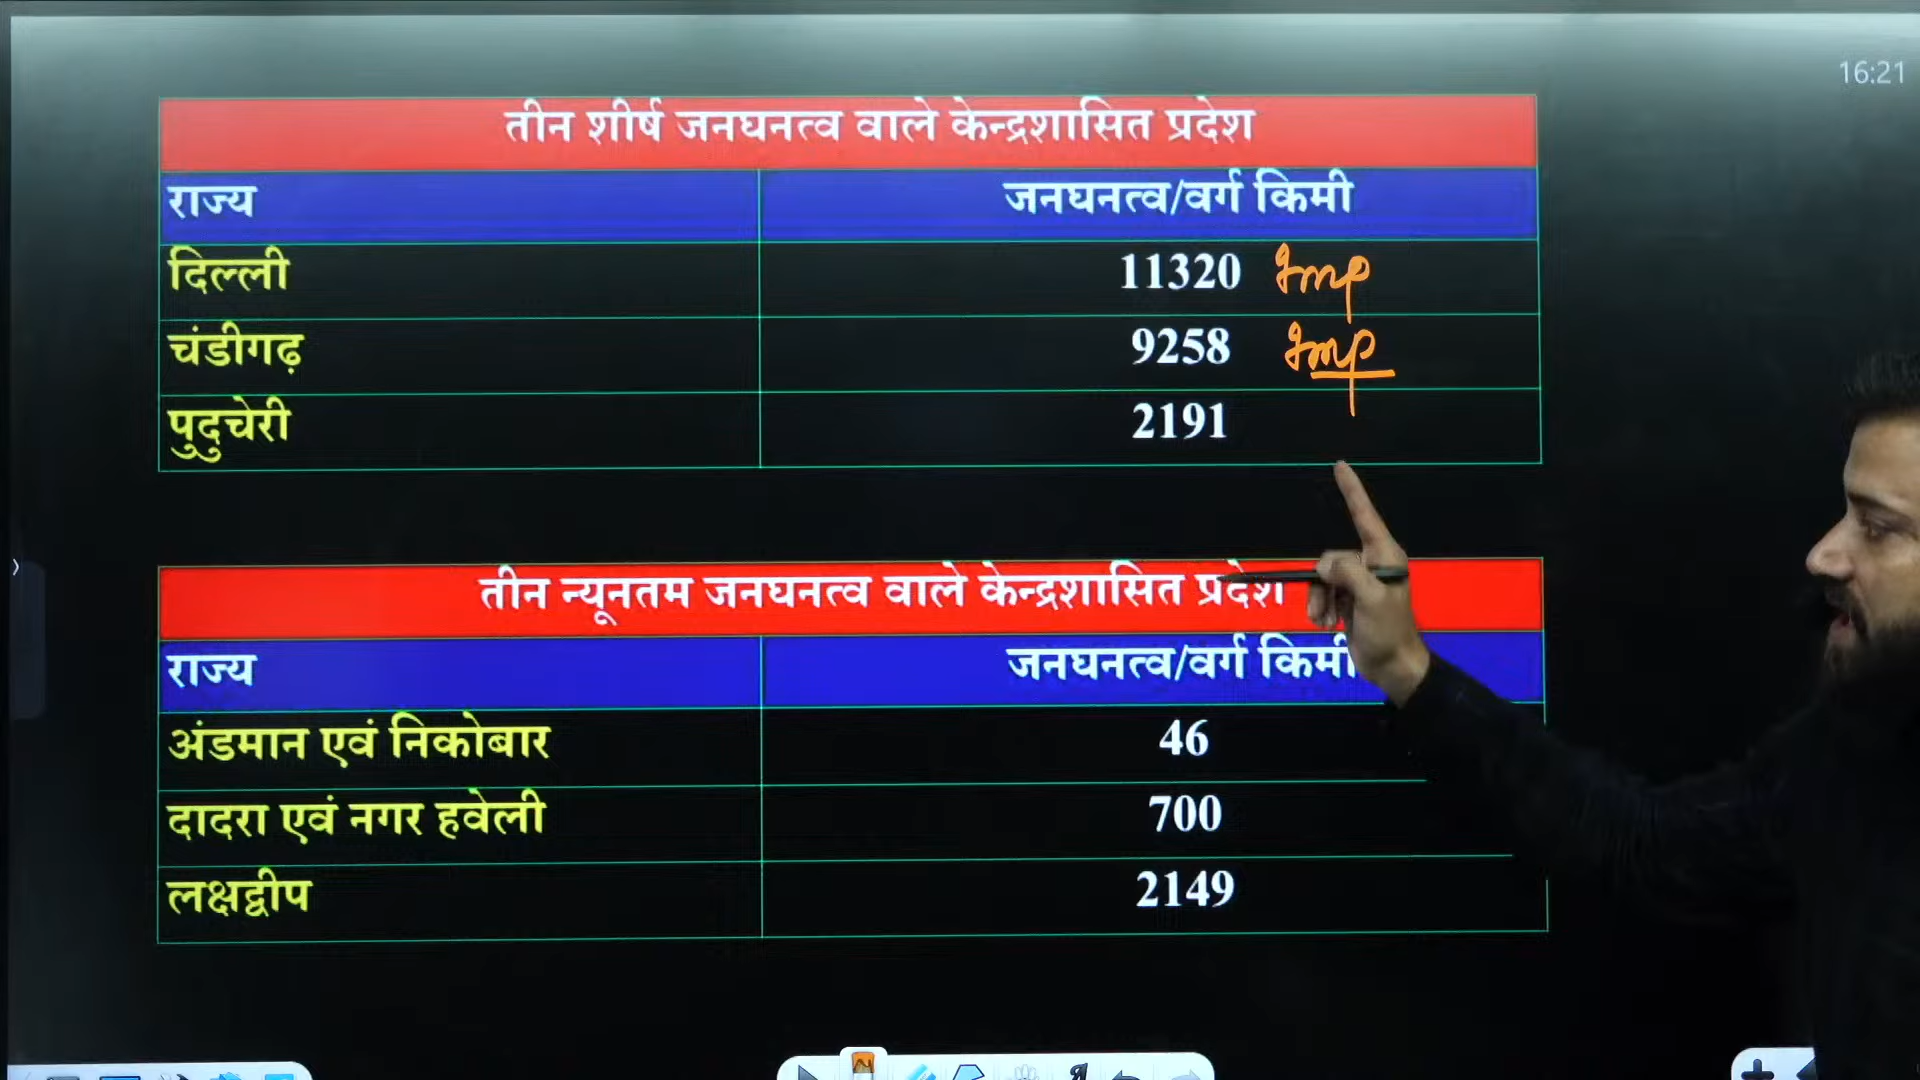 16:21
तीन शीर्ष जनघनत्व वाले केन्द्रशासित प्रदेश
राज्य जनघनत्व/वर्ग किमी
दिल्ली 11320 Imp
चंडीगढ़ 9258 Imp
पुदुचेरी 2191
तीन न्यूनतम जनघनत्व वाले केन्द्रशासित प्रदेश
राज्य जनघनत्व/वर्ग किमी
अंडमान एवं निकोबार 46
दादरा एवं नगर हवेली 700
लक्षद्वीप 2149